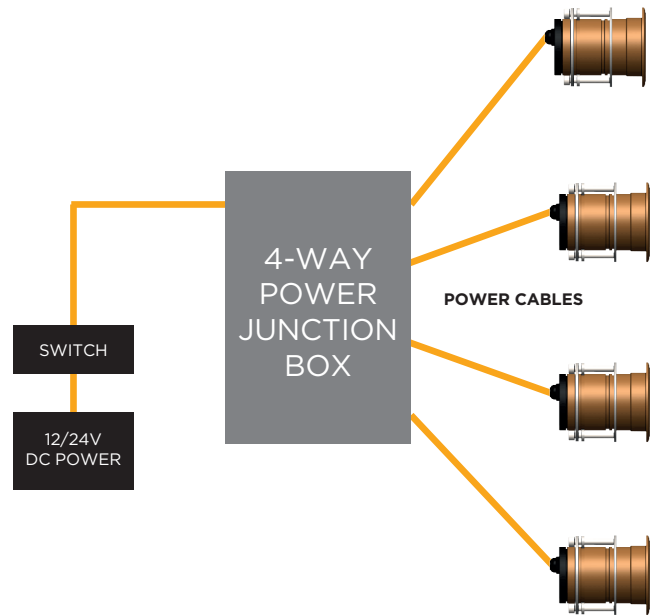 4-WAY
POWER
JUNCTION
BOX
POWER CABLES
SWITCH
12/24V
DC POWER